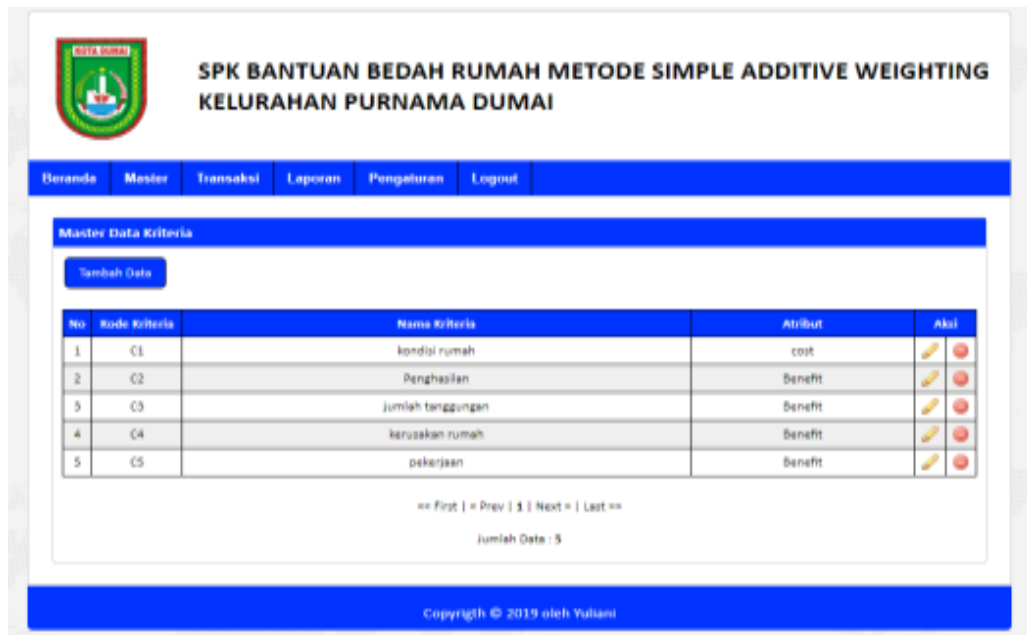 KOTA DUMAI
SPK BANTUAN BEDAH RUMAH METODE SIMPLE ADDITIVE WEIGHTING
KELURAHAN PURNAMA DUMAI
Beranda Master Transaksi Laporan Pengaturan Logout
Master Data Kriteria
Tambah Data
No Kode Kriteria Nama Kriteria Atribut Aksi
1 C1 kondisi rumah cost
2 C2 Penghasilan Benefit
3 C3 jumlah tanggungan Benefit
4 C4 kerusakan rumah Benefit
5 C5 pekerjaan Benefit
First | Prev | 1 | Next | Last
Jumlah Data : 5
Copyrigth © 2019 oleh Yuliani